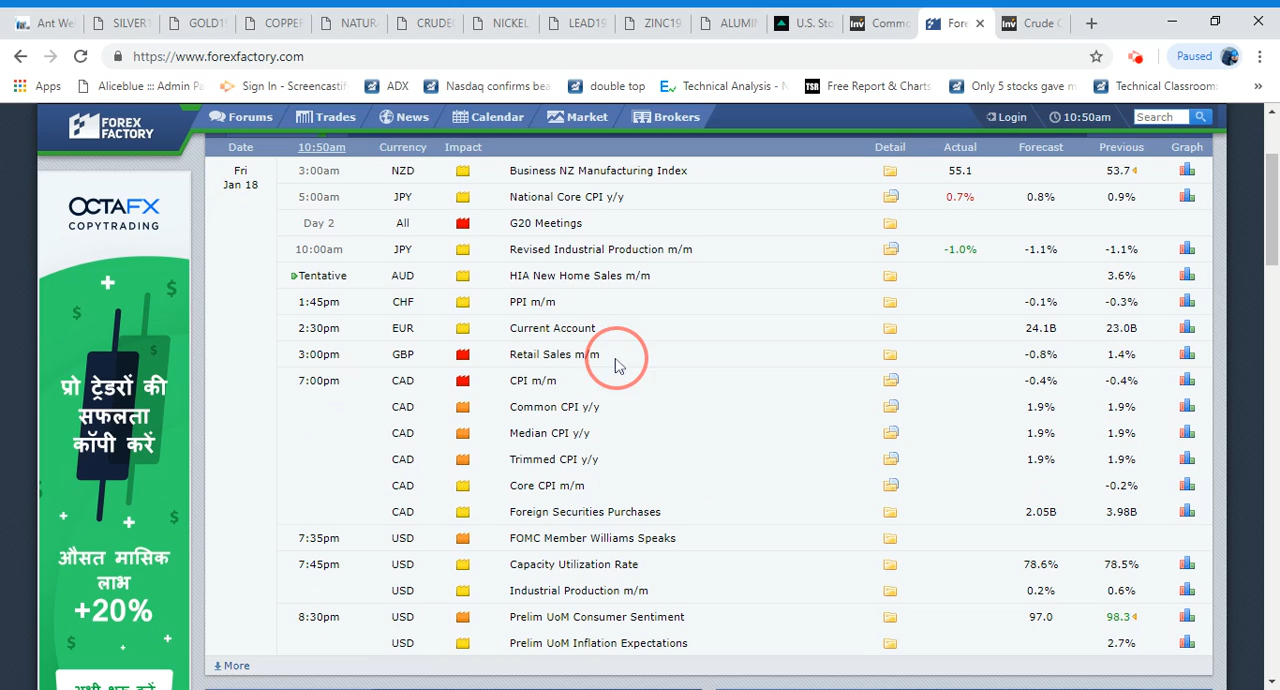 Ant We
SILVER1
GOLD1
COPPE
NATUR
CRUDE
NICKEL
LEAD19
ZINC19
ALUMI
U.S. Sto
Comm
Fore
Crude
https://www.forexfactory.com
Paused
Apps
Aliceblue ::: Admin Pa
Sign In - Screencastif
ADX
Nasdaq confirms bea
double top
Technical Analysis - N
Free Report & Charts
Only 5 stocks gave m
Technical Classroom:
FOREX
FACTORY
Forums
Trades
News
Calendar
Market
Brokers
Login
10:50am
Search
Date 10:50am Currency Impact Detail Actual Forecast Previous Graph
Fri 3:00am NZD Business NZ Manufacturing Index 55.1 53.7
Jan 18
5:00am JPY National Core CPI y/y 0.7% 0.8% 0.9%
Day 2 All G20 Meetings
10:00am JPY Revised Industrial Production m/m -1.0% -1.1% -1.1%
Tentative AUD HIA New Home Sales m/m 3.6%
1:45pm CHF PPI m/m -0.1% -0.3%
2:30pm EUR Current Account 24.1B 23.0B
3:00pm GBP Retail Sales m/m -0.8% 1.4%
7:00pm CAD CPI m/m -0.4% -0.4%
CAD Common CPI y/y 1.9% 1.9%
CAD Median CPI y/y 1.9% 1.9%
CAD Trimmed CPI y/y 1.9% 1.9%
CAD Core CPI m/m -0.2%
CAD Foreign Securities Purchases 2.05B 3.98B
7:35pm USD FOMC Member Williams Speaks
7:45pm USD Capacity Utilization Rate 78.6% 78.5%
USD Industrial Production m/m 0.2% 0.6%
8:30pm USD Prelim UoM Consumer Sentiment 97.0 98.3
USD Prelim UoM Inflation Expectations 2.7%
More
OCTAFX
COPYTRADING
प्रो ट्रेडरों की
सफलता
कॉपी करें
औसत मासिक
लाभ
+20%